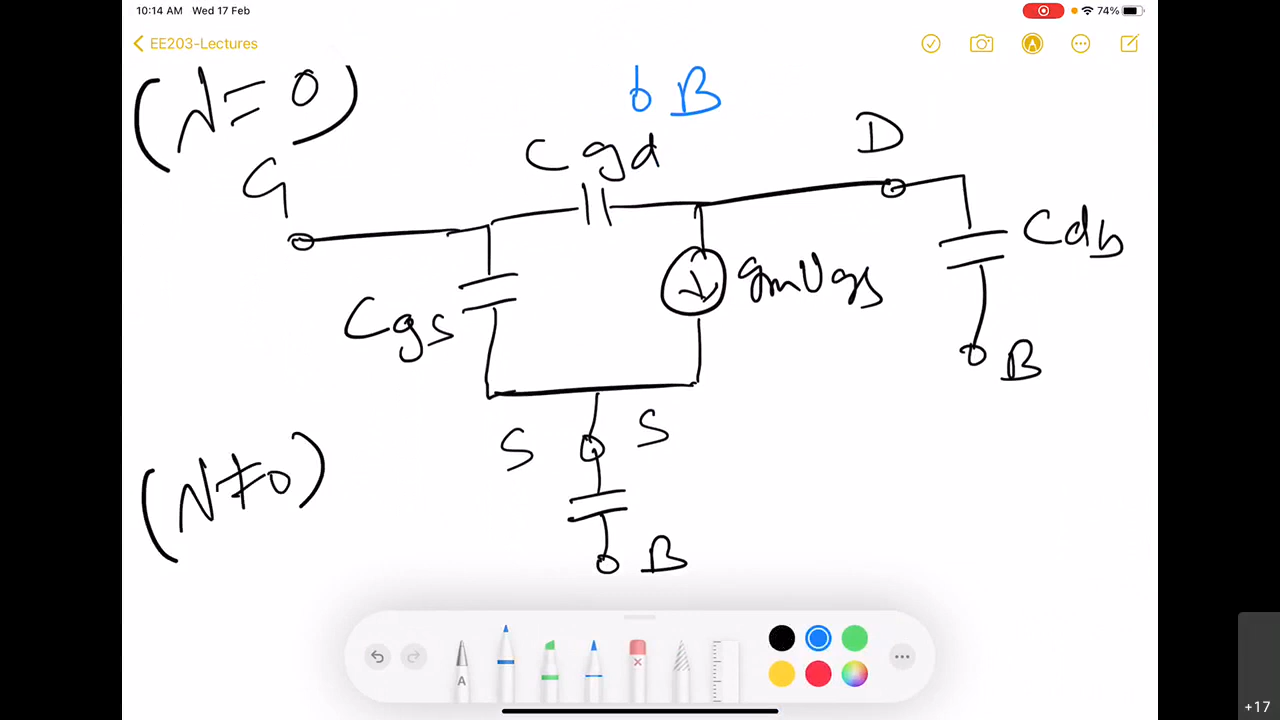 10:14 AM Wed 17 Feb
74%
EE203-Lectures
(λ=0)
B
Cgd
D
G
Cdb
gmVgs
Cgs
B
S S
(λ≠0)
B
A
+17